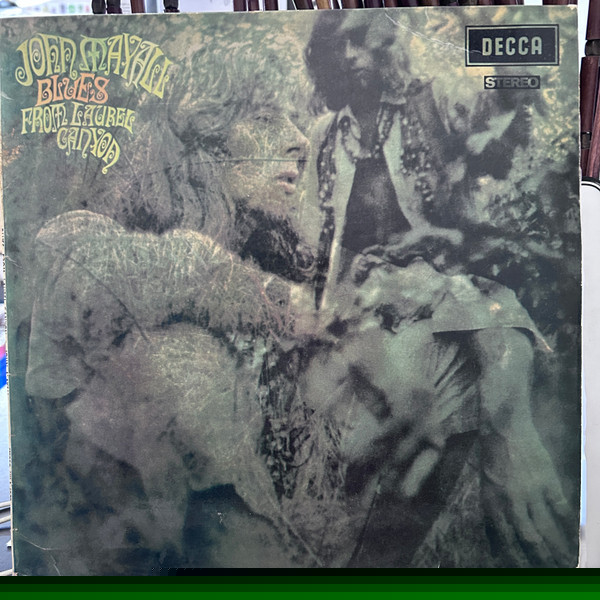 JOHN MAYALL
BLUES
FROM LAUREL
CANYON
DECCA
STEREO